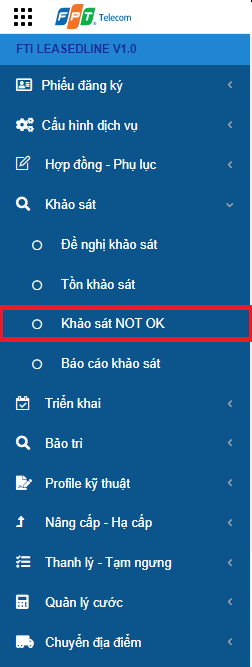 FPT Telecom
FTI LEASEDLINE V1.0
Phiếu đăng ký
Cấu hình dịch vụ
Hợp đồng - Phụ lục
Khảo sát
Đề nghị khảo sát
Tồn khảo sát
Khảo sát NOT OK
Báo cáo khảo sát
Triển khai
Bảo trì
Profile kỹ thuật
Nâng cấp - Hạ cấp
Thanh lý - Tạm ngưng
Quản lý cước
Chuyển địa điểm